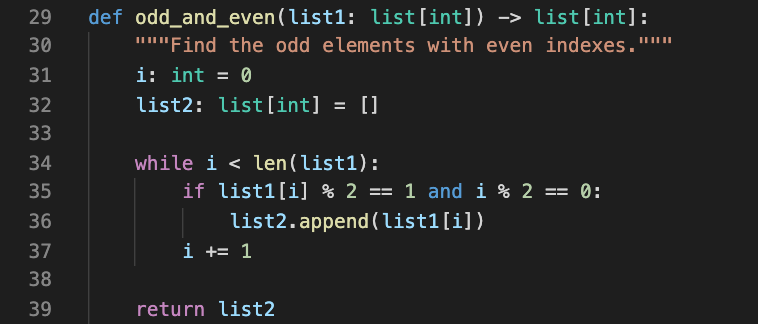 29 def odd_and_even(list1: list[int]) -> list[int]:
30     """Find the odd elements with even indexes."""
31     i: int = 0
32     list2: list[int] = []
33
34     while i < len(list1):
35         if list1[i] % 2 == 1 and i % 2 == 0:
36             list2.append(list1[i])
37         i += 1
38
39     return list2